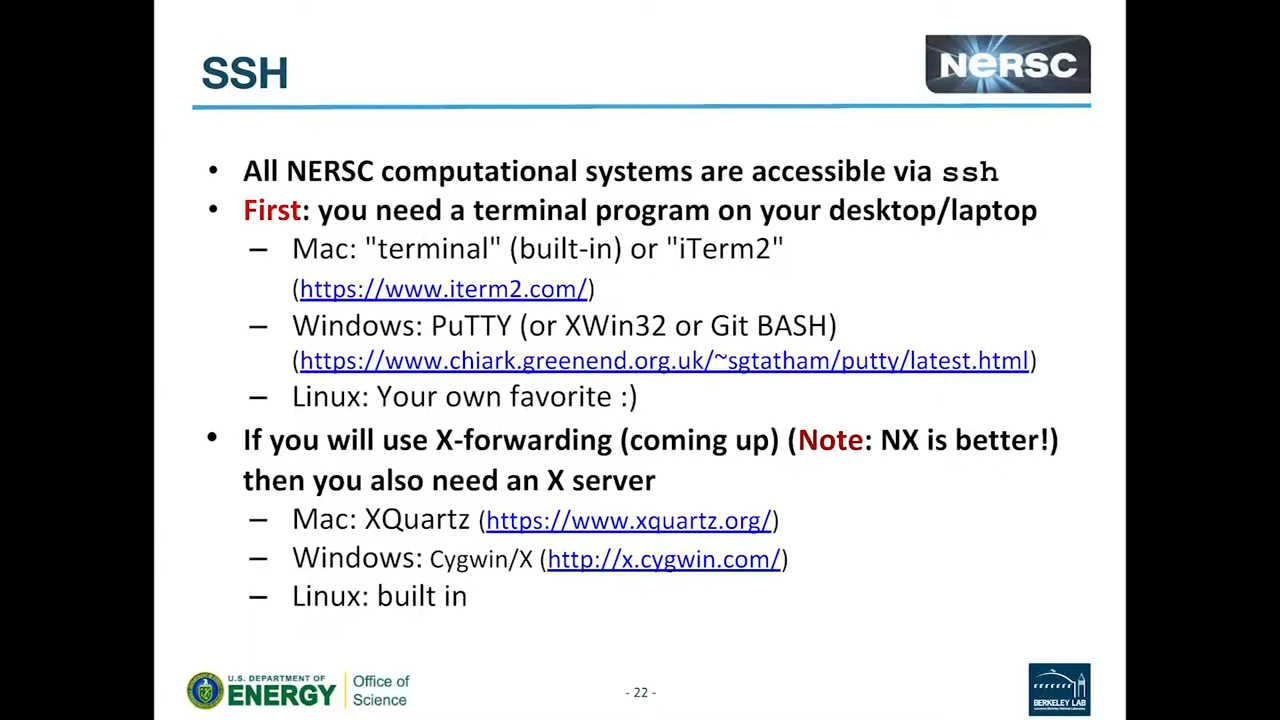 SSH
NERSC
• All NERSC computational systems are accessible via ssh
• First: you need a terminal program on your desktop/laptop
– Mac: "terminal" (built-in) or "iTerm2"
(https://www.iterm2.com/)
– Windows: PuTTY (or XWin32 or Git BASH)
(https://www.chiark.greenend.org.uk/~sgtatham/putty/latest.html)
– Linux: Your own favorite :)
• If you will use X-forwarding (coming up) (Note: NX is better!)
then you also need an X server
– Mac: XQuartz (https://www.xquartz.org/)
– Windows: Cygwin/X (http://x.cygwin.com/)
– Linux: built in
U.S. DEPARTMENT OF
ENERGY
Office of
Science
- 22 -
BERKELEY LAB